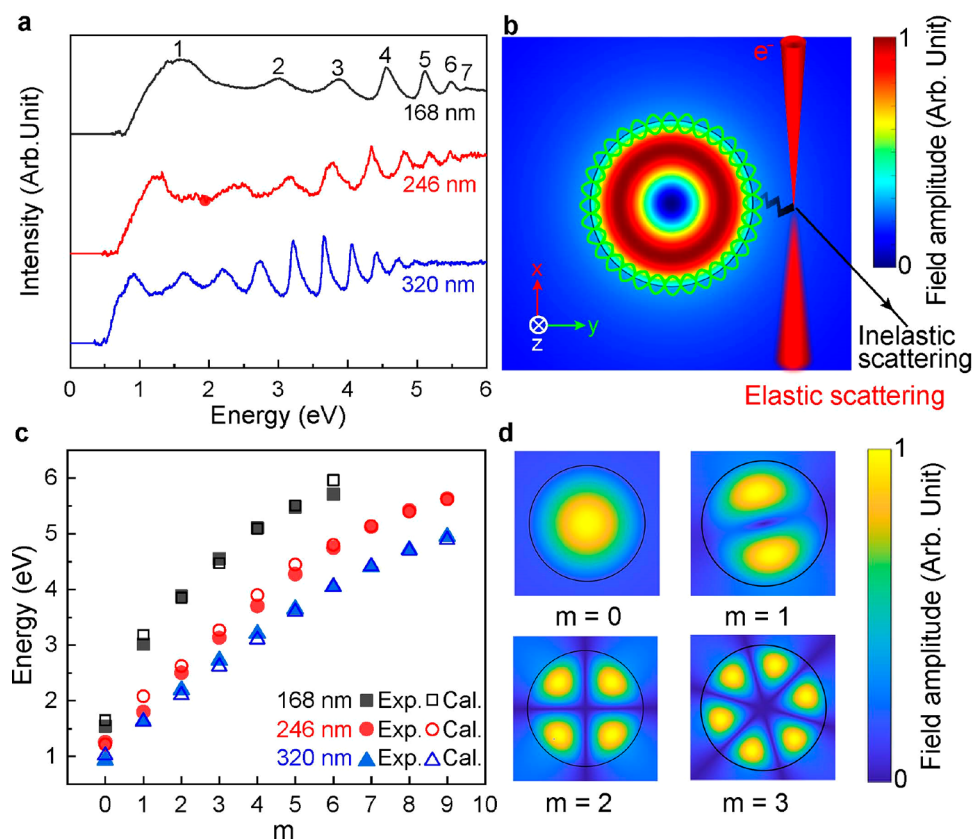 a
1
2
3
4
5
6
7
168 nm
246 nm
320 nm
Intensity (Arb.Unit)
0 1 2 3 4 5 6
Energy (eV)
b
e⁻
x
y
z
Inelastic
scattering
Elastic scattering
1
0
Field amplitude (Arb. Unit)
c
6
5
4
3
2
1
Energy (eV)
168 nm Exp. Cal.
246 nm Exp. Cal.
320 nm Exp. Cal.
0 1 2 3 4 5 6 7 8 9 10
m
d
m = 0
m = 1
m = 2
m = 3
1
0
Field amplitude (Arb. Unit)